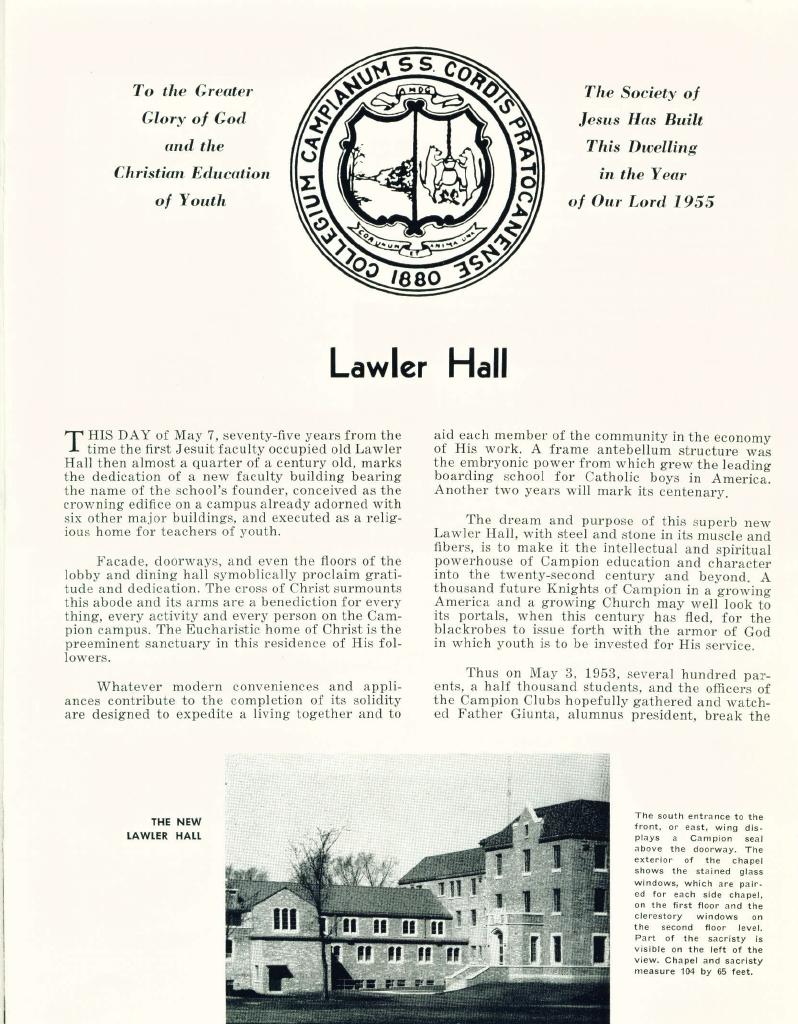 To the Greater
Glory of God
and the
Christian Education
of Youth
COLLEGIUM CAMPIANUM S S. CORDIS PRATOCANENSE
AMDG
COR UNUM ET ANIMA UNA
1880
The Society of
Jesus Has Built
This Dwelling
in the Year
of Our Lord 1955
Lawler Hall
THIS DAY of May 7, seventy-five years from the
time the first Jesuit faculty occupied old Lawler
Hall then almost a quarter of a century old, marks
the dedication of a new faculty building bearing
the name of the school's founder, conceived as the
crowning edifice on a campus already adorned with
six other major buildings, and executed as a relig-
ious home for teachers of youth.
Facade, doorways, and even the floors of the
lobby and dining hall symoblically proclaim grati-
tude and dedication. The cross of Christ surmounts
this abode and its arms are a benediction for every
thing, every activity and every person on the Cam-
pion campus. The Eucharistic home of Christ is the
preeminent sanctuary in this residence of His fol-
lowers.
Whatever modern conveniences and appli-
ances contribute to the completion of its solidity
are designed to expedite a living together and to
aid each member of the community in the economy
of His work. A frame antebellum structure was
the embryonic power from which grew the leading
boarding school for Catholic boys in America.
Another two years will mark its centenary.
The dream and purpose of this superb new
Lawler Hall, with steel and stone in its muscle and
fibers, is to make it the intellectual and spiritual
powerhouse of Campion education and character
into the twenty-second century and beyond. A
thousand future Knights of Campion in a growing
America and a growing Church may well look to
its portals, when this century has fled, for the
blackrobes to issue forth with the armor of God
in which youth is to be invested for His service.
Thus on May 3, 1953, several hundred par-
ents, a half thousand students, and the officers of
the Campion Clubs hopefully gathered and watch-
ed Father Giunta, alumnus president, break the
THE NEW
LAWLER HALL
The south entrance to the
front, or east, wing dis-
plays a Campion seal
above the doorway. The
exterior of the chapel
shows the stained glass
windows, which are pair-
ed for each side chapel,
on the first floor and the
clerestory windows on
the second floor level.
Part of the sacristy is
visible on the left of the
view. Chapel and sacristy
measure 104 by 65 feet.